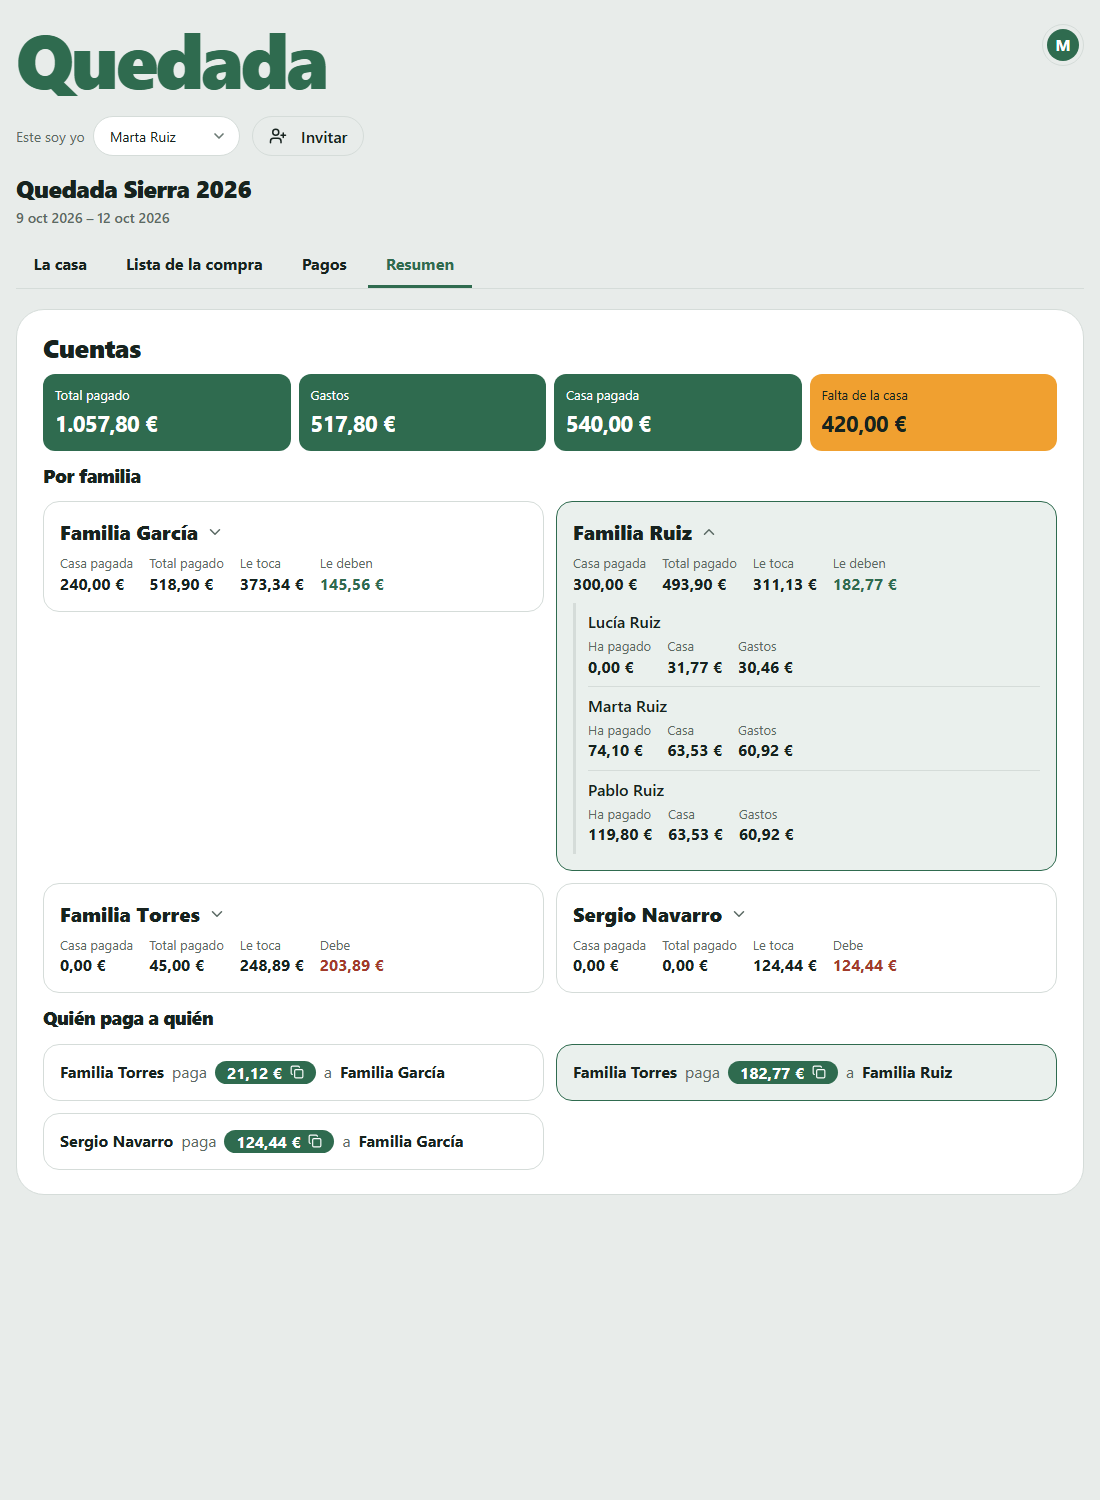 Quedada
M
Este soy yo
Marta Ruiz
Invitar
Quedada Sierra 2026
9 oct 2026 – 12 oct 2026
La casa
Lista de la compra
Pagos
Resumen
Cuentas
Total pagado
1.057,80 €
Gastos
517,80 €
Casa pagada
540,00 €
Falta de la casa
420,00 €
Por familia
Familia García
Casa pagada Total pagado Le toca Le deben
240,00 € 518,90 € 373,34 € 145,56 €
Familia Ruiz
Casa pagada Total pagado Le toca Le deben
300,00 € 493,90 € 311,13 € 182,77 €
Lucía Ruiz
Ha pagado Casa Gastos
0,00 € 31,77 € 30,46 €
Marta Ruiz
Ha pagado Casa Gastos
74,10 € 63,53 € 60,92 €
Pablo Ruiz
Ha pagado Casa Gastos
119,80 € 63,53 € 60,92 €
Familia Torres
Casa pagada Total pagado Le toca Debe
0,00 € 45,00 € 248,89 € 203,89 €
Sergio Navarro
Casa pagada Total pagado Le toca Debe
0,00 € 0,00 € 124,44 € 124,44 €
Quién paga a quién
Familia Torres paga 21,12 € a Familia García
Familia Torres paga 182,77 € a Familia Ruiz
Sergio Navarro paga 124,44 € a Familia García